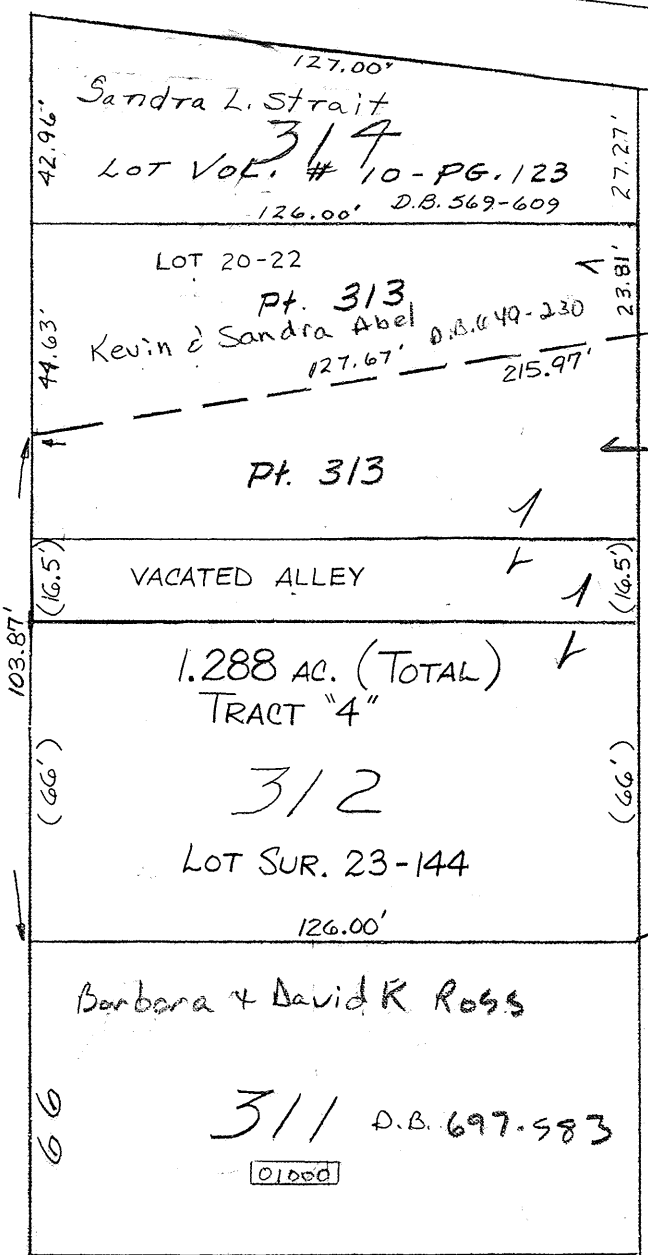 127.00'
Sandra L. Strait
42.96'
314
27.27'
LOT VOL. # 10 - PG. 123
126.00' D.B. 569-609
LOT 20-22
Pt. 313
23.81'
44.63'
Kevin & Sandra Abel D.B. 649-230
127.67'
215.97'
Pt. 313
(16.5')
VACATED ALLEY
(16.5')
103.87'
1.288 AC. (TOTAL)
TRACT "4"
(66')
312
(66')
LOT SUR. 23-144
126.00'
Barbara & David K Ross
66
311 D.B. 697-583
01000